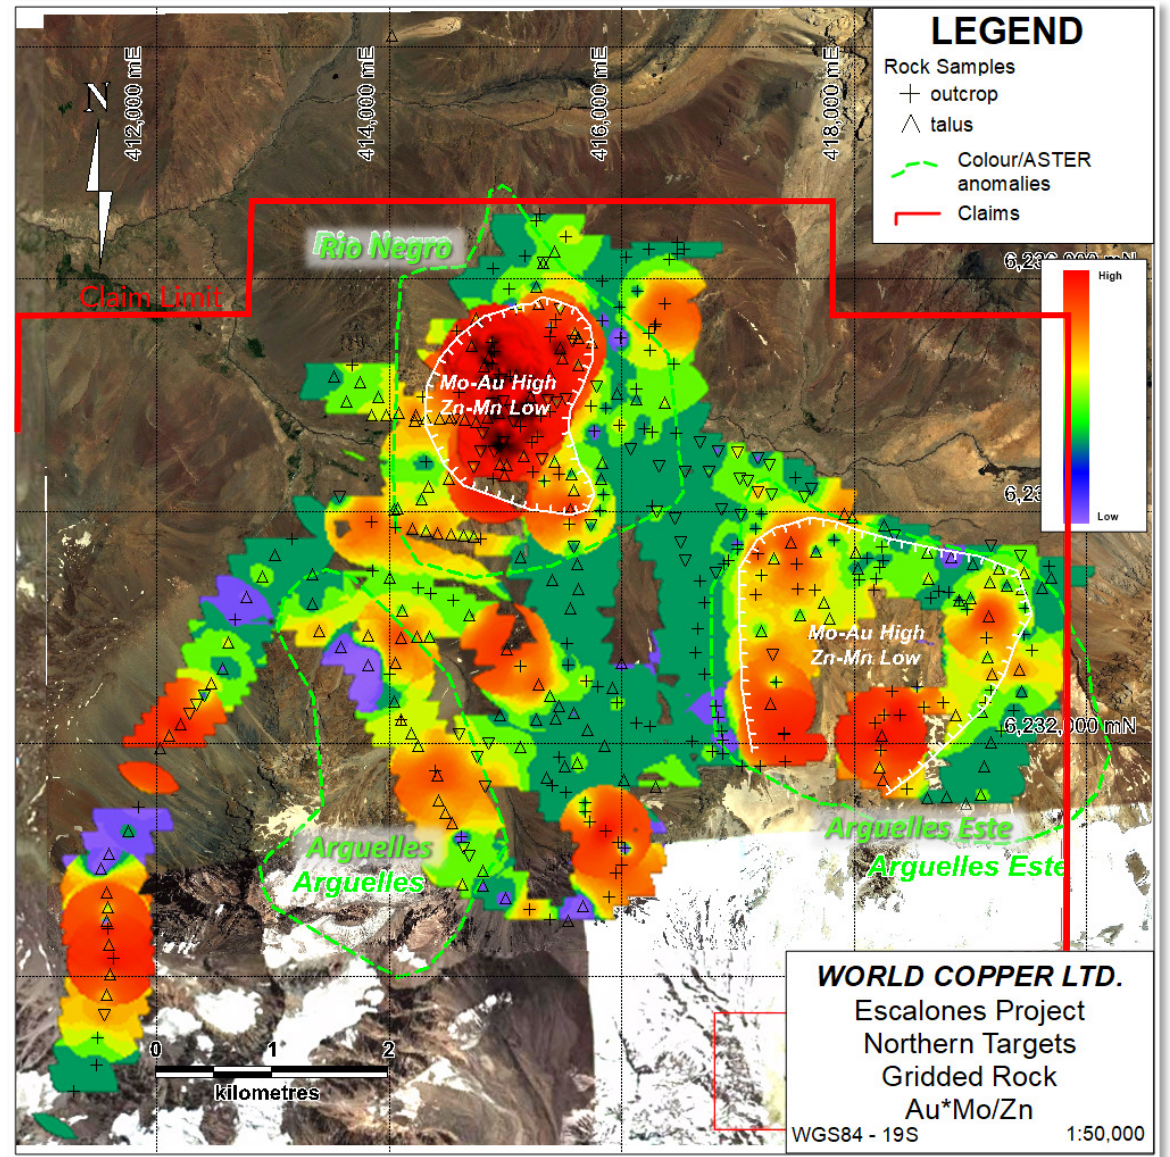 LEGEND
Rock Samples
outcrop
talus
Colour/ASTER
anomalies
Claims
High
Low
N
412,000 mE
414,000 mE
416,000 mE
418,000 mE
Rio Negro
Claim Limit
Mo-Au High
Zn-Mn Low
Mo-Au High
Zn-Mn Low
6,232,000 mN
Arguelles
Arguelles
Arguelles Este
Arguelles Este
0 1 2
kilometres
WORLD COPPER LTD.
Escalones Project
Northern Targets
Gridded Rock
Au*Mo/Zn
WGS84 - 19S 1:50,000